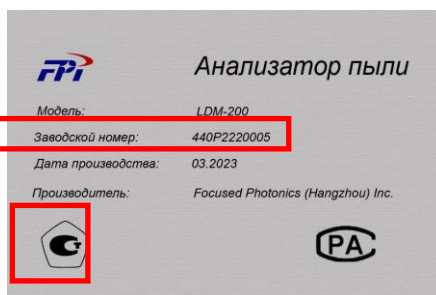 FPi
Анализатор пыли
Модель: LDM-200
Заводской номер: 440P2220005
Дата производства: 03.2023
Производитель: Focused Photonics (Hangzhou) Inc.
PA